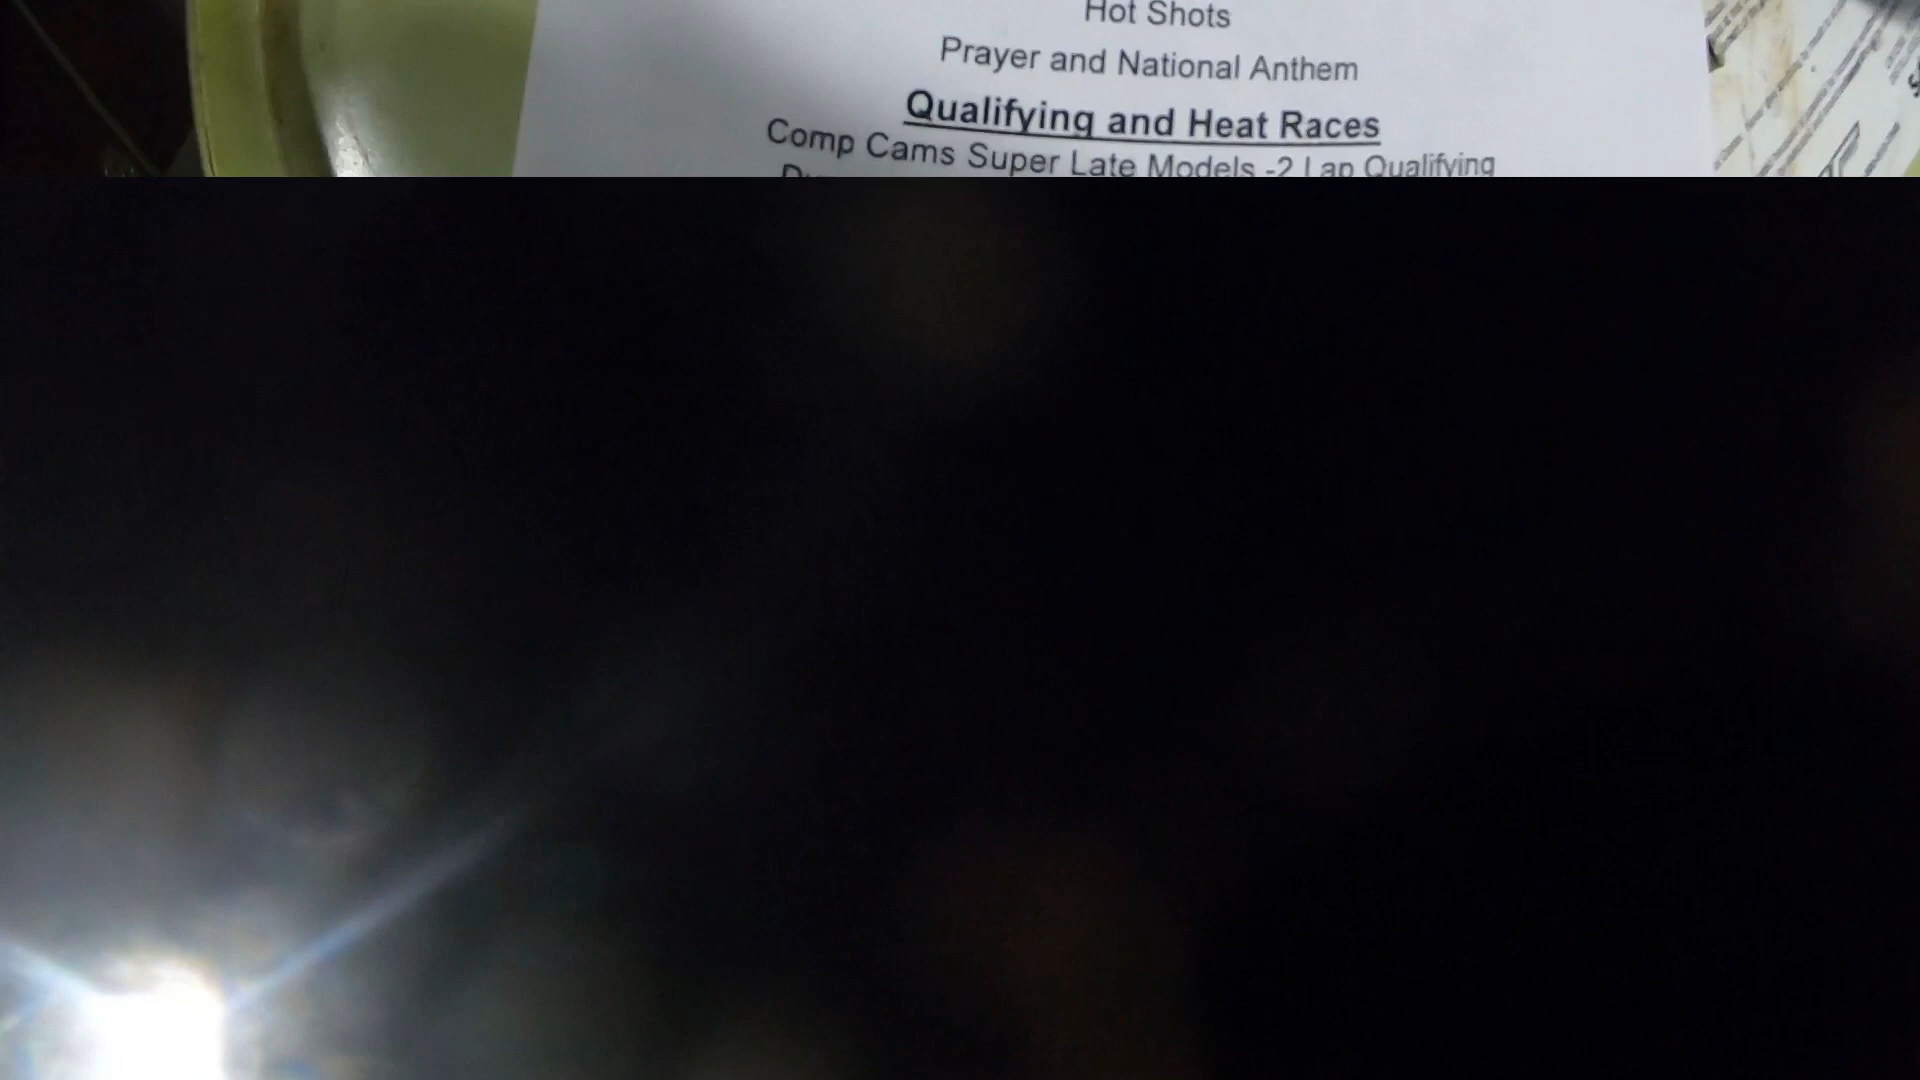 Hot Shots
Prayer and National Anthem
Qualifying and Heat Races
Comp Cams Super Late Models -2 Lap Qualifying